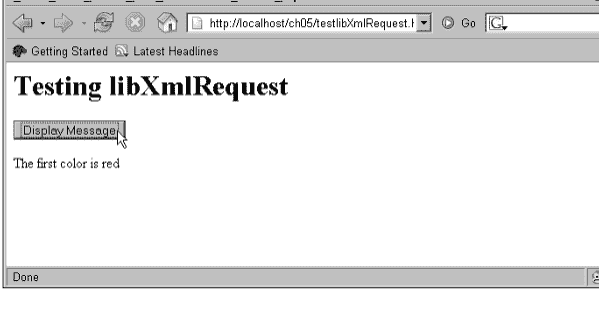 http://localhost/ch05/testlibXmlRequest.h Go G
Getting Started Latest Headlines
Testing libXmlRequest
Display Message
The first color is red
Done